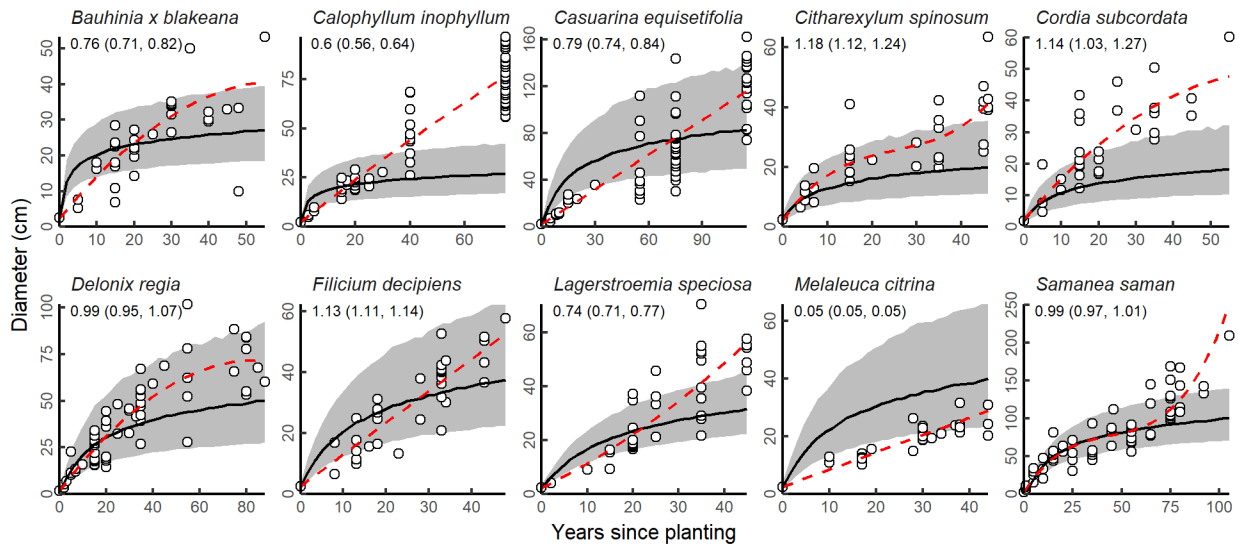 Bauhinia x blakeana
0.76 (0.71, 0.82)
50
40
30
20
10
0
0 10 20 30 40 50
Calophyllum inophyllum
0.6 (0.56, 0.64)
75
50
25
0
0 20 40 60
Casuarina equisetifolia
0.79 (0.74, 0.84)
160
120
80
40
0
0 30 60 90
Citharexylum spinosum
1.18 (1.12, 1.24)
60
40
20
0
0 10 20 30 40
Cordia subcordata
1.14 (1.03, 1.27)
60
50
40
30
20
10
0
0 10 20 30 40 50
Diameter (cm)
Delonix regia
0.99 (0.95, 1.07)
100
75
50
25
0
0 20 40 60 80
Filicium decipiens
1.13 (1.11, 1.14)
60
40
20
0
0 10 20 30 40
Lagerstroemia speciosa
0.74 (0.71, 0.77)
60
40
20
0
0 10 20 30 40
Melaleuca citrina
0.05 (0.05, 0.05)
60
40
20
0
0 10 20 30 40
Samanea saman
0.99 (0.97, 1.01)
250
200
150
100
50
0
0 25 50 75 100
Years since planting